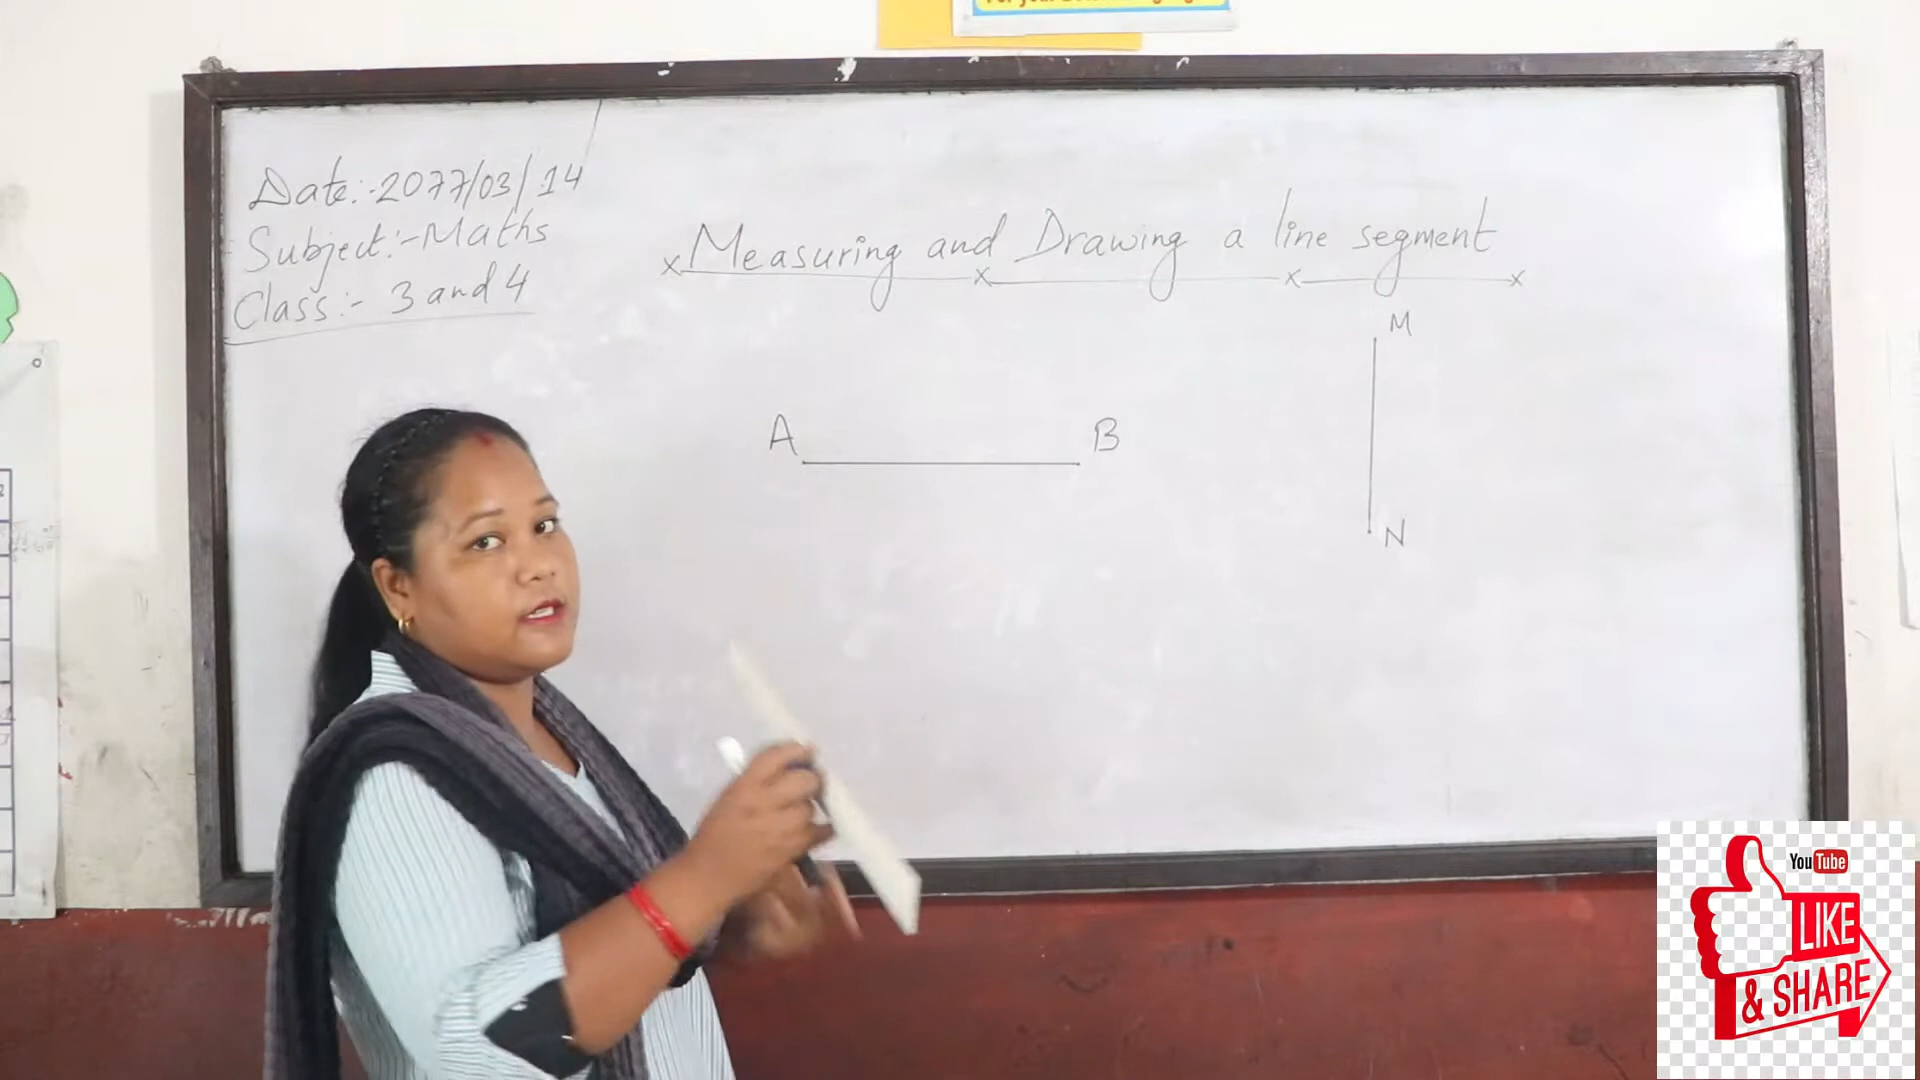 Date:-2077/03/14
Subject:-Maths
Class:- 3 and 4
Measuring and Drawing a line segment
M
A B
N
YouTube
LIKE
& SHARE